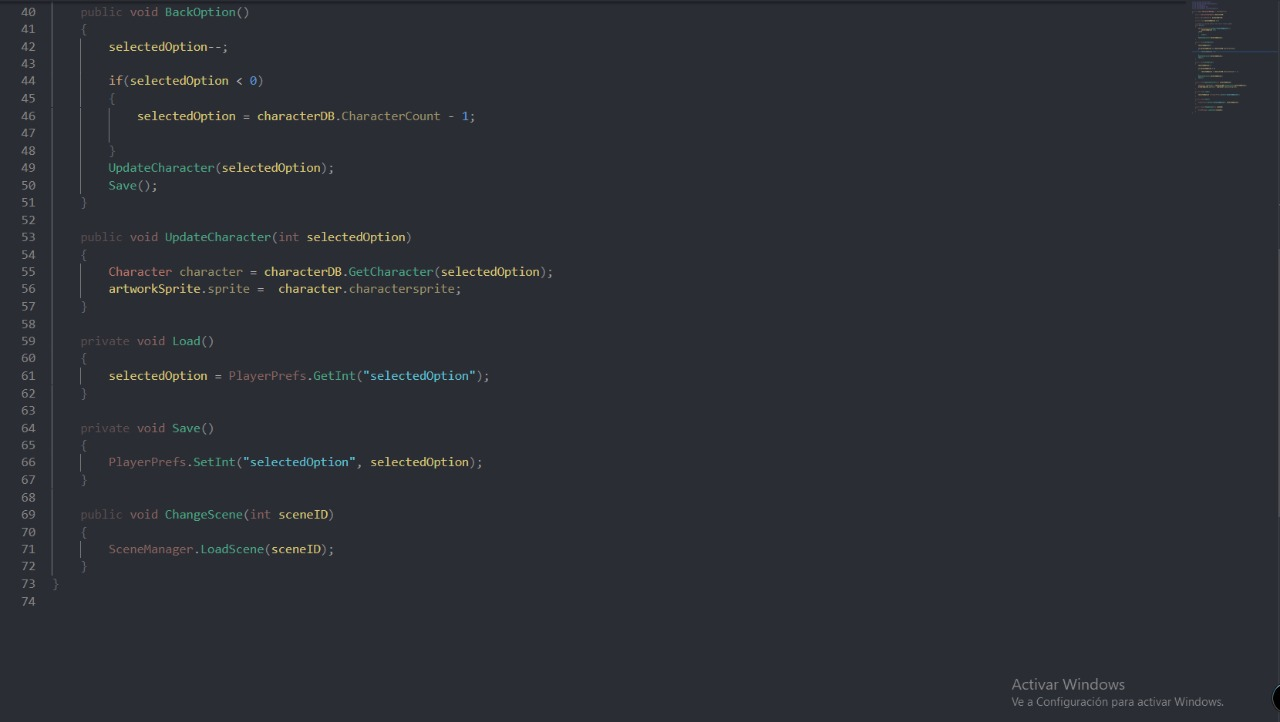 40 public void BackOption()
41 {
42 selectedOption--;
43
44 if(selectedOption < 0)
45 {
46 selectedOption = characterDB.CharacterCount - 1;
47
48 }
49 UpdateCharacter(selectedOption);
50 Save();
51 }
52
53 public void UpdateCharacter(int selectedOption)
54 {
55 Character character = characterDB.GetCharacter(selectedOption);
56 artworkSprite.sprite =  character.charactersprite;
57 }
58
59 private void Load()
60 {
61 selectedOption = PlayerPrefs.GetInt("selectedOption");
62 }
63
64 private void Save()
65 {
66 PlayerPrefs.SetInt("selectedOption", selectedOption);
67 }
68
69 public void ChangeScene(int sceneID)
70 {
71 SceneManager.LoadScene(sceneID);
72 }
73 }
74
Activar Windows
Ve a Configuración para activar Windows.